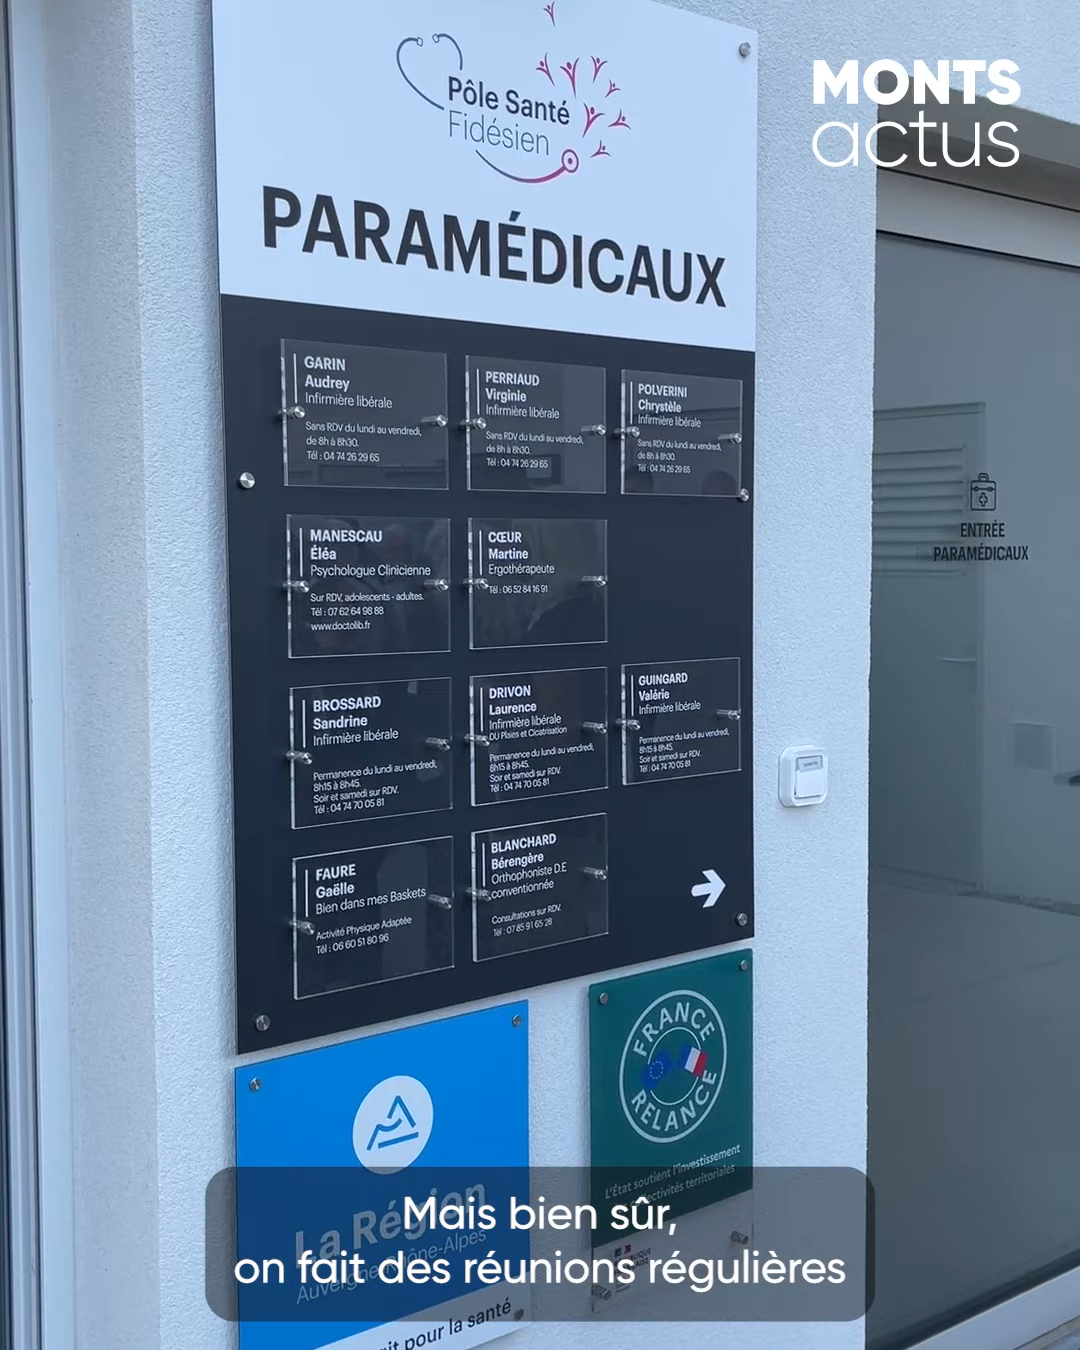 MONTS
actus
Pôle Santé
Fidésien
PARAMÉDICAUX
GARIN
Audrey
Infirmière libérale
Sans RDV du lundi au vendredi,
de 8h à 8h30.
Tél : 04 74 26 29 65
PERRIAUD
Virginie
Infirmière libérale
Sans RDV du lundi au vendredi,
de 8h à 8h30.
Tél : 04 74 26 29 65
POLVERINI
Chrystèle
Infirmière libérale
Sans RDV du lundi au vendredi,
de 8h à 8h30.
Tél : 04 74 26 29 65
MANESCAU
Éléa
Psychologue Clinicienne
Sur RDV, adolescents - adultes.
Tél : 07 62 64 98 88
www.doctolib.fr
CŒUR
Martine
Ergothérapeute
Tél : 06 52 84 16 91
BROSSARD
Sandrine
Infirmière libérale
Permanence du lundi au vendredi,
8h15 à 8h45.
Soir et samedi sur RDV.
Tél : 04 74 70 05 81
DRIVON
Laurence
Infirmière libérale
DU Plaies et Cicatrisation
Permanence du lundi au vendredi,
8h15 à 8h45.
Soir et samedi sur RDV.
Tél : 04 74 70 05 81
GUINGARD
Valérie
Infirmière libérale
Permanence du lundi au vendredi,
8h15 à 8h45.
Soir et samedi sur RDV.
Tél : 04 74 70 05 81
FAURE
Gaëlle
Bien dans mes Baskets
Activité Physique Adaptée
Tél : 06 60 51 80 96
BLANCHARD
Bérengère
Orthophoniste D.E
conventionnée
Consultations sur RDV.
Tél : 07 85 91 65 28
ENTRÉE
PARAMÉDICAUX
FRANCE
RELANCE
L'État soutient l'investissement
collectivités territoriales
La Région
Auvergne-Rhône-Alpes
pour la santé
Mais bien sûr,
on fait des réunions régulières